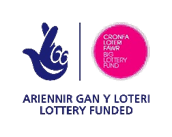 CRONFA
LOTERI
FAWR
BIG
LOTTERY
FUND
ARIENNIR GAN Y LOTERI
LOTTERY FUNDED